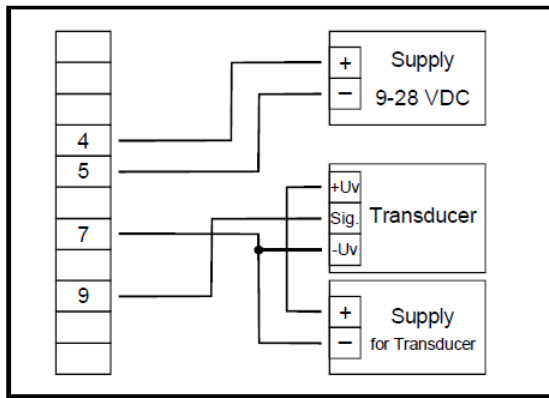 4
5
7
9
+
−
Supply
9-28 VDC
+Uv
Sig.
-Uv
Transducer
+
−
Supply
for Transducer